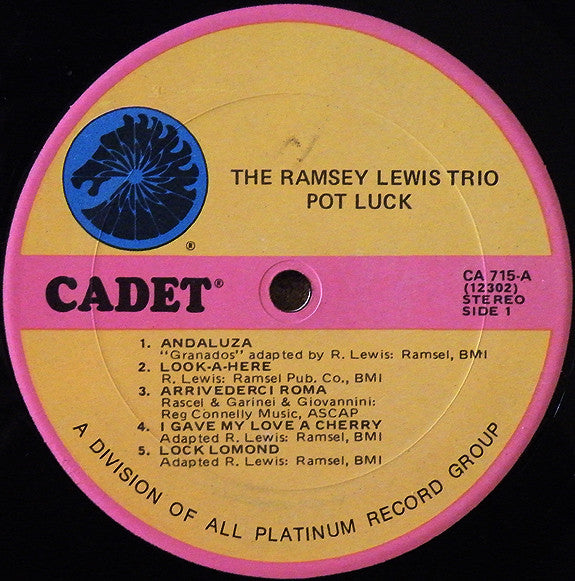 THE RAMSEY LEWIS TRIO
POT LUCK
®
CADET®
CA 715-A
(12302)
STEREO
SIDE 1
1. ANDALUZA
"Granados" adapted by R. Lewis: Ramsel, BMI
2. LOOK-A-HERE
R. Lewis: Ramsel Pub. Co., BMI
3. ARRIVEDERCI ROMA
Rascel & Garinei & Giovannini:
Reg Connelly Music, ASCAP
4. I GAVE MY LOVE A CHERRY
Adapted R. Lewis: Ramsel, BMI
5. LOCK LOMOND
Adapted R. Lewis: Ramsel, BMI
A DIVISION OF ALL PLATINUM RECORD GROUP